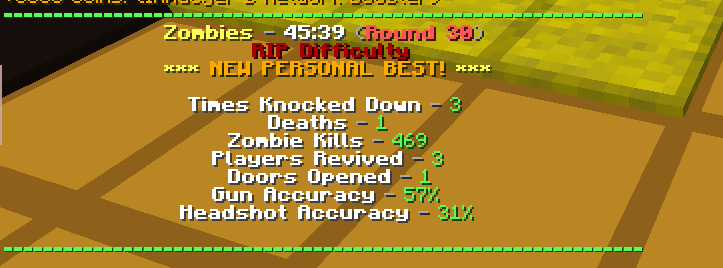 Zombies - 45:39 (Round 30)
RIP Difficulty
*** NEW PERSONAL BEST! ***
Times Knocked Down - 3
Deaths - 1
Zombie Kills - 469
Players Revived - 3
Doors Opened - 1
Gun Accuracy - 57%
Headshot Accuracy - 31%